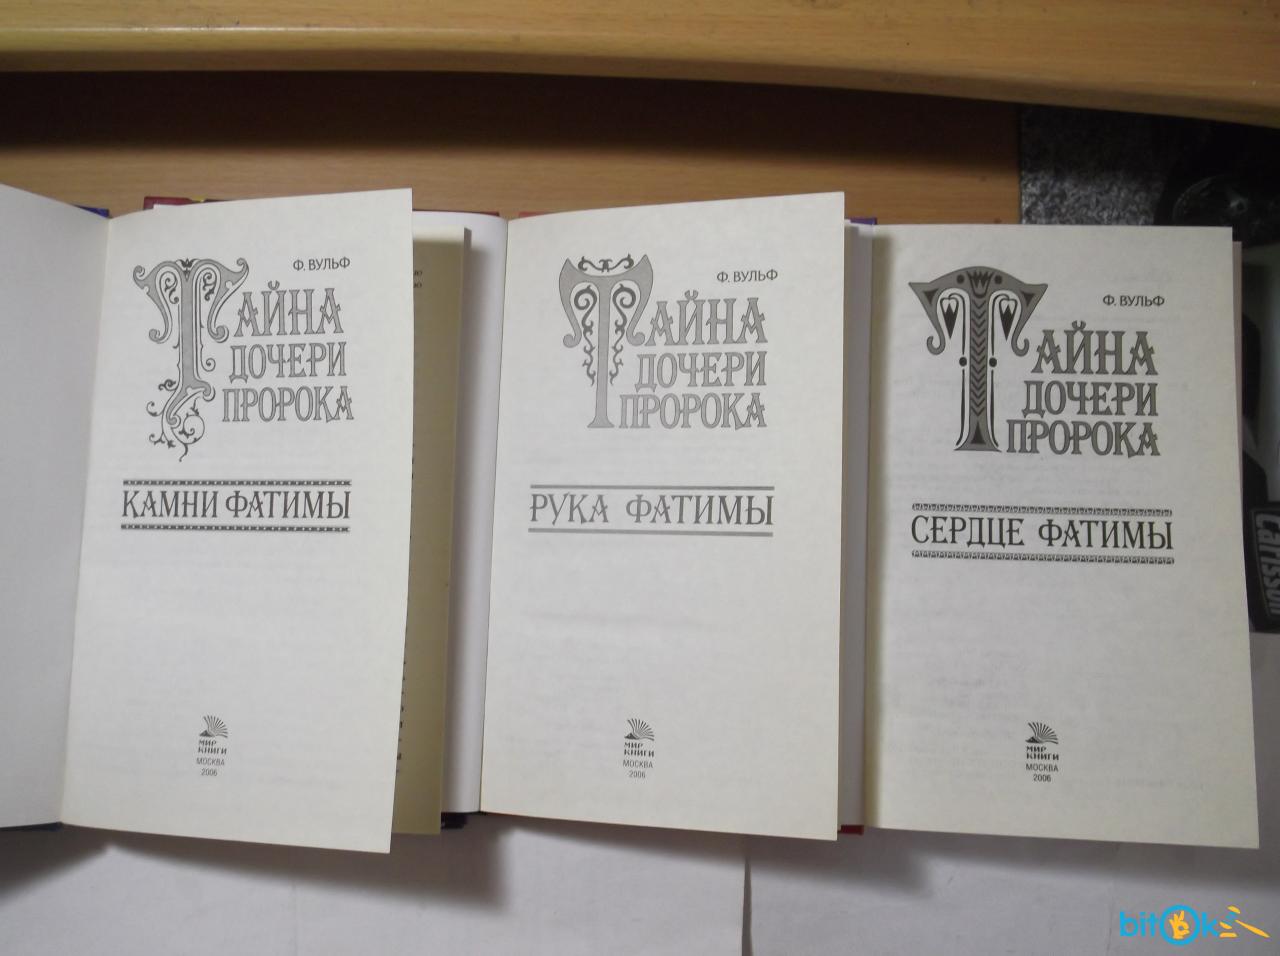 Ф. ВУЛЬФ
ТАЙНА
ДОЧЕРИ
ПРОРОКА
КАМНИ ФАТИМЫ
МИР
КНИГИ
МОСКВА
2006
Ф. ВУЛЬФ
ТАЙНА
ДОЧЕРИ
ПРОРОКА
РУКА ФАТИМЫ
МИР
КНИГИ
МОСКВА
2006
Ф. ВУЛЬФ
ТАЙНА
ДОЧЕРИ
ПРОРОКА
СЕРДЦЕ ФАТИМЫ
МИР
КНИГИ
МОСКВА
2006
carisson
bitok